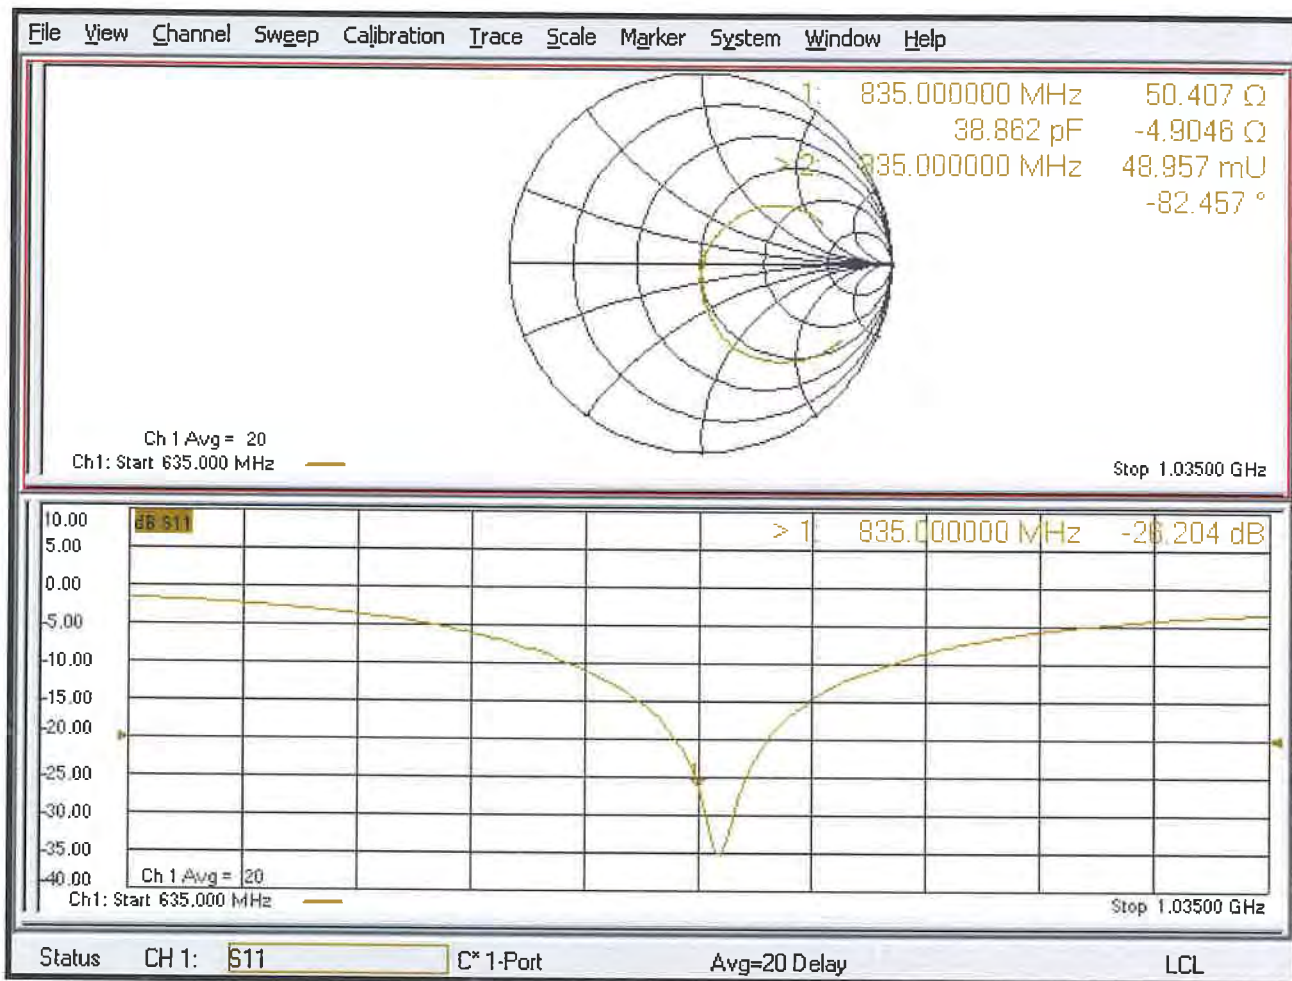 File View Channel Sweep Calibration Trace Scale Marker System Window Help
1: 835.000000 MHz 50.407 Ω
38.862 pF -4.9046 Ω
> 2: 835.000000 MHz 48.957 mU
-82.457 °
Ch 1 Avg = 20
Ch1: Start 635.000 MHz
Stop 1.03500 GHz
10.00
dB S11
> 1: 835.000000 MHz -26.204 dB
5.00
0.00
-5.00
-10.00
-15.00
-20.00
-25.00
1
-30.00
-35.00
-40.00
Ch 1 Avg = 20
Ch1: Start 635.000 MHz
Stop 1.03500 GHz
Status CH 1: S11 C* 1-Port Avg=20 Delay LCL